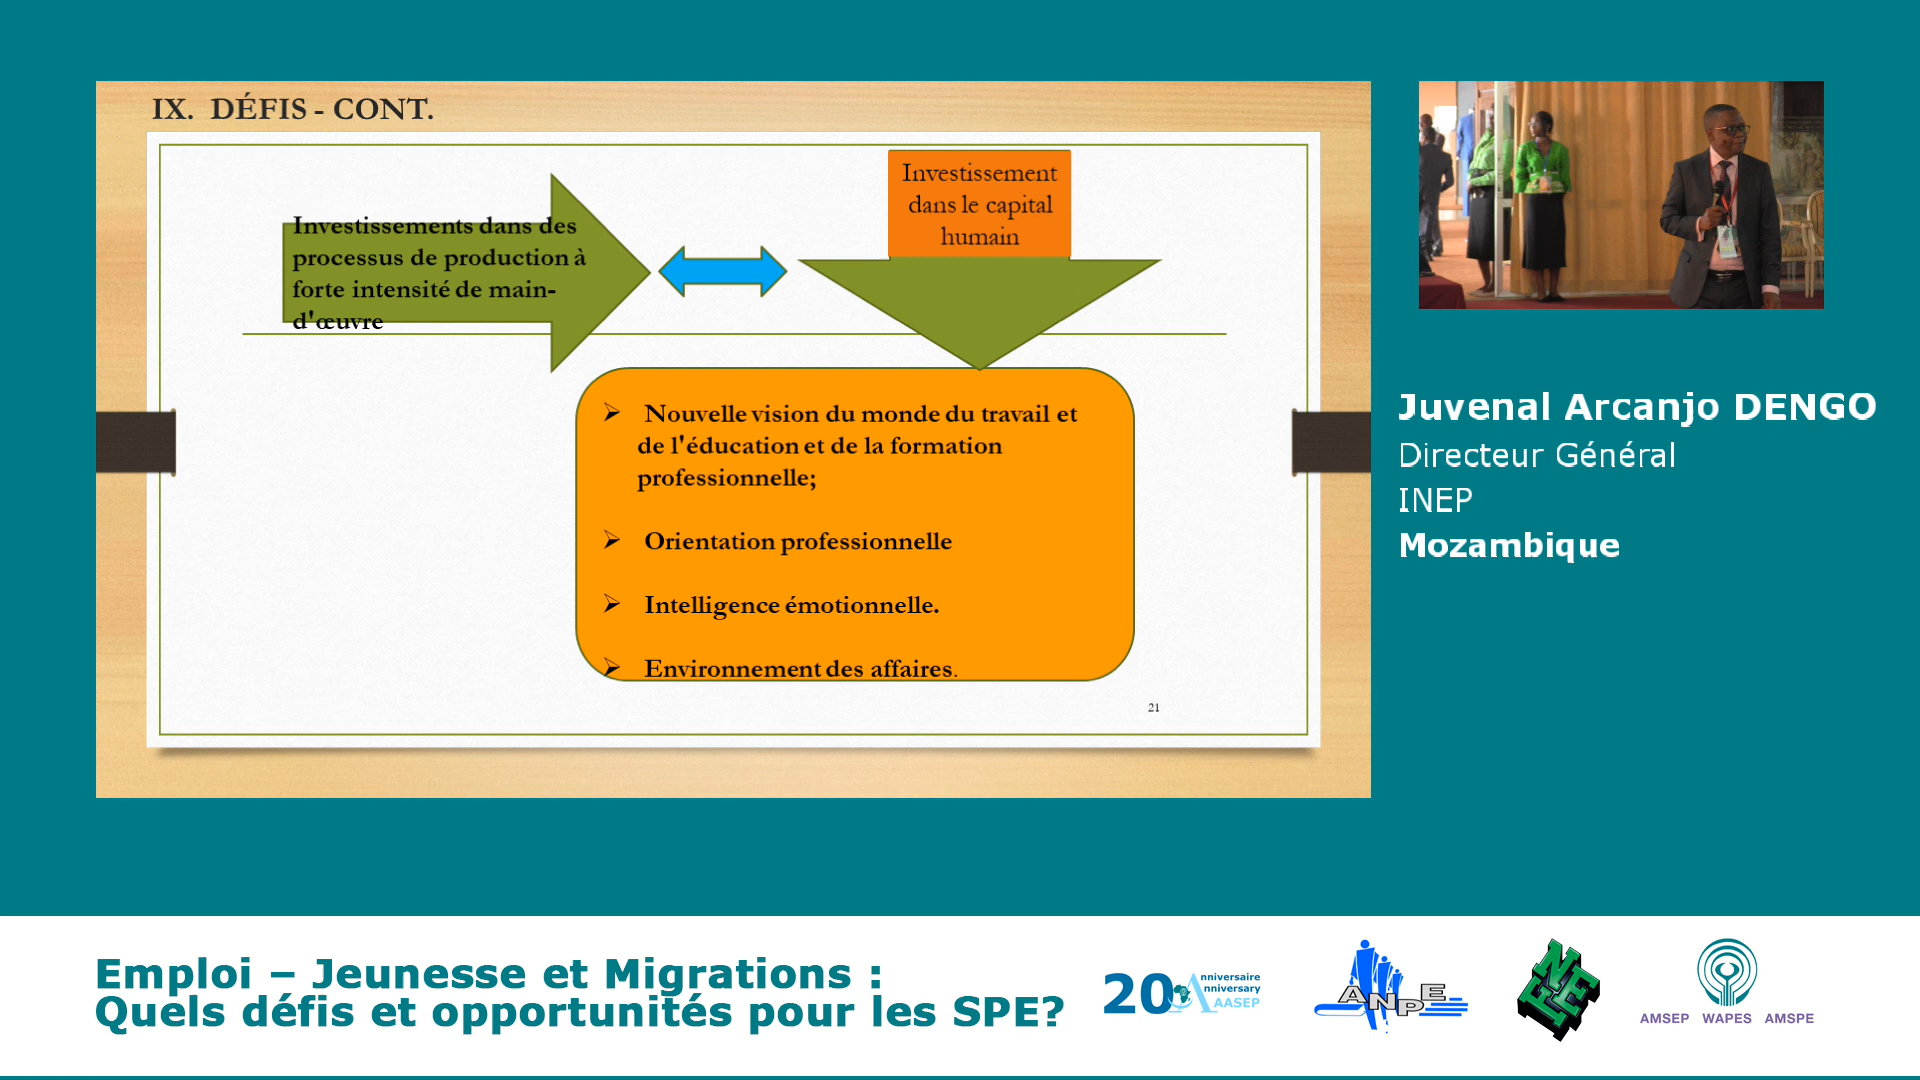 IX. DÉFIS - CONT.
Investissements dans des
processus de production à
forte intensité de main-
d'œuvre
Investissement
dans le capital
humain
Nouvelle vision du monde du travail et
de l'éducation et de la formation
professionnelle;
Orientation professionnelle
Intelligence émotionnelle.
Environnement des affaires.
21
Juvenal Arcanjo DENGO
Directeur Général
INEP
Mozambique
Emploi – Jeunesse et Migrations :
Quels défis et opportunités pour les SPE?
20
Anniversaire
Anniversary
AASEP
ANPE
AMSEP WAPES AMSPE